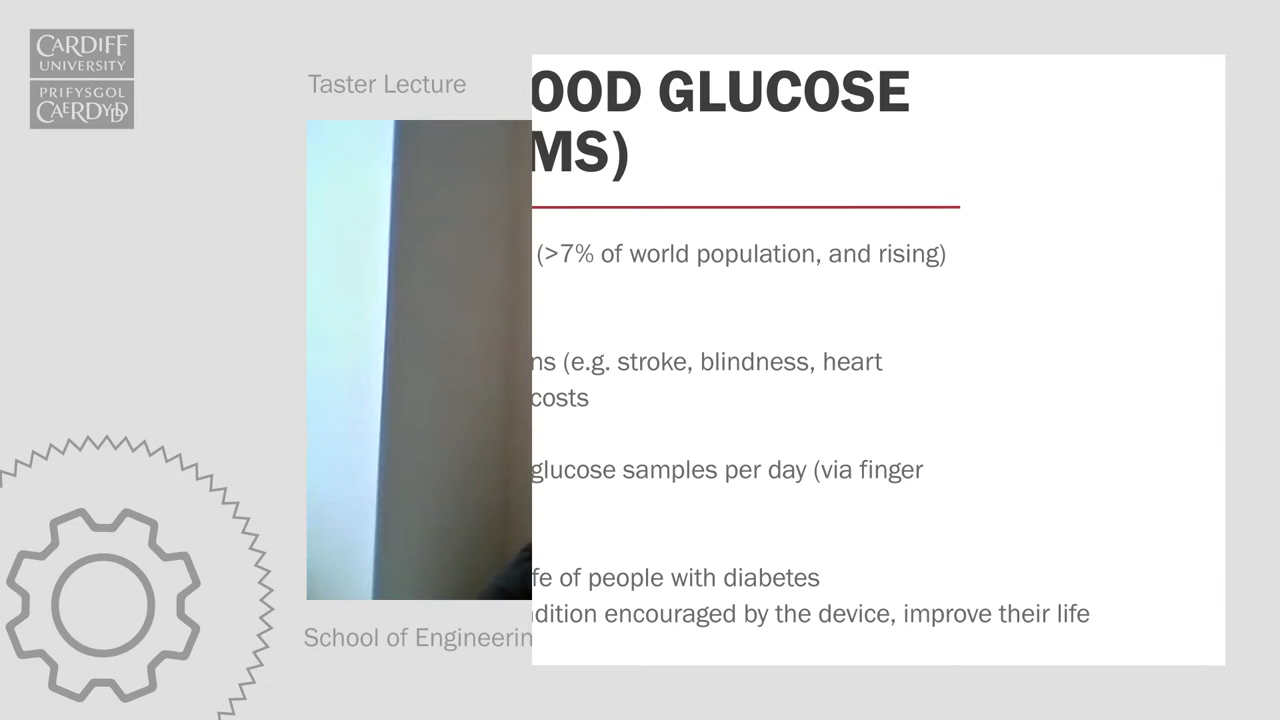 CARDIFF
UNIVERSITY
PRIFYSGOL
CAERDYDD
Taster Lecture
OOD GLUCOSE
MS)
(>7% of world population, and rising)
ns (e.g. stroke, blindness, heart
costs
glucose samples per day (via finger
fe of people with diabetes
dition encouraged by the device, improve their life
School of Engineerin